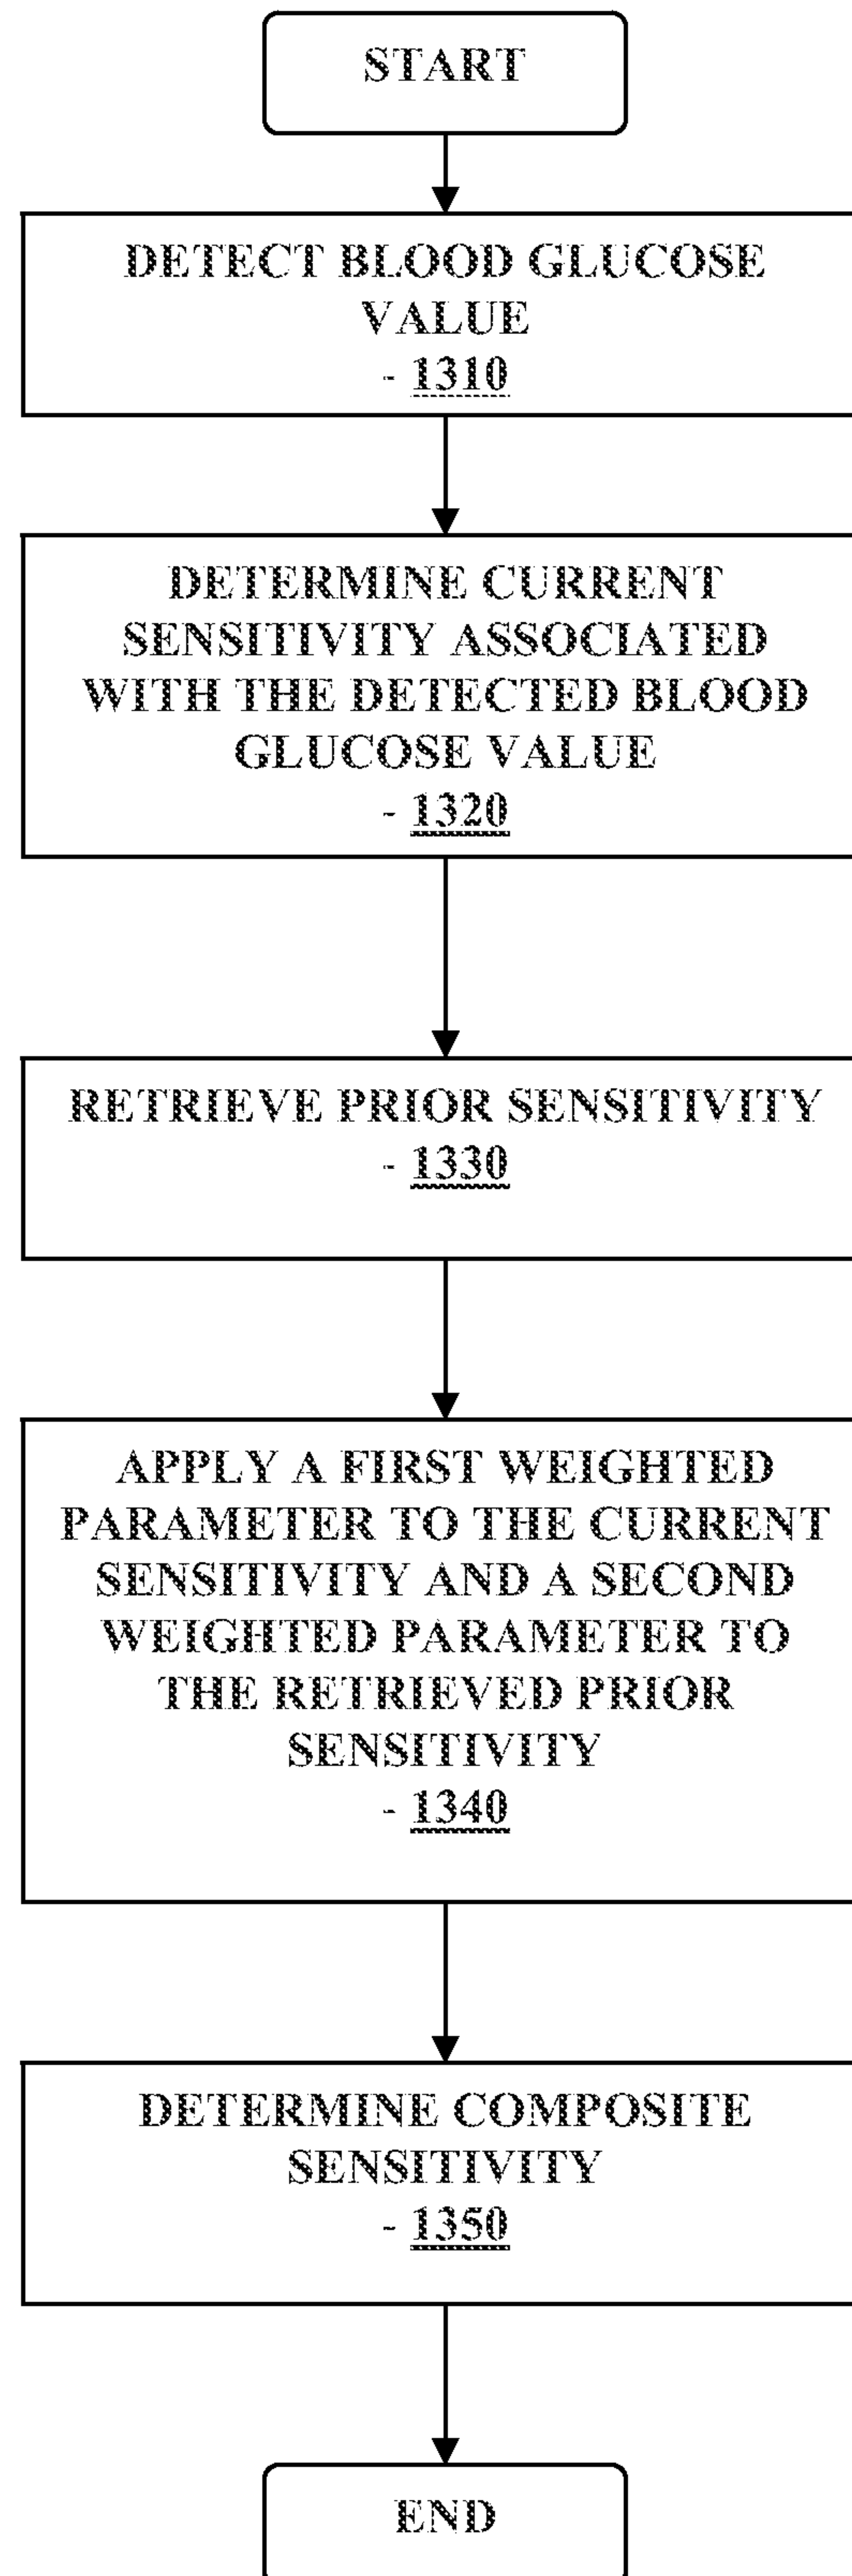 START
DETECT BLOOD GLUCOSE
VALUE
- 1310
DETERMINE CURRENT
SENSITIVITY ASSOCIATED
WITH THE DETECTED BLOOD
GLUCOSE VALUE
- 1320
RETRIEVE PRIOR SENSITIVITY
- 1330
APPLY A FIRST WEIGHTED
PARAMETER TO THE CURRENT
SENSITIVITY AND A SECOND
WEIGHTED PARAMETER TO
THE RETRIEVED PRIOR
SENSITIVITY
- 1340
DETERMINE COMPOSITE
SENSITIVITY
- 1350
END